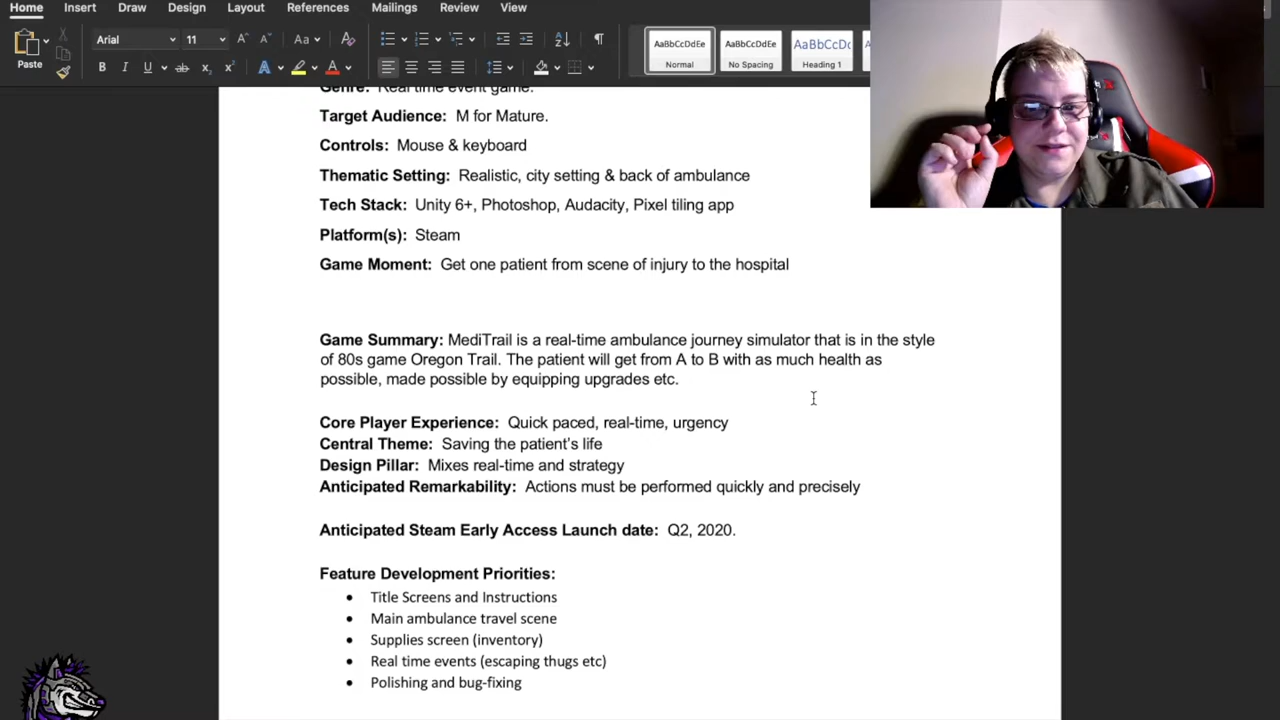 Home Insert Draw Design Layout References Mailings Review View
Paste
Arial
11
Aa
AaBbCcDdEe
Normal
AaBbCcDdEe
No Spacing
AaBbCcDc
Heading 1
Genre: Real time event game.
Target Audience: M for Mature.
Controls: Mouse & keyboard
Thematic Setting: Realistic, city setting & back of ambulance
Tech Stack: Unity 6+, Photoshop, Audacity, Pixel tiling app
Platform(s): Steam
Game Moment: Get one patient from scene of injury to the hospital
Game Summary: MediTrail is a real-time ambulance journey simulator that is in the style
of 80s game Oregon Trail. The patient will get from A to B with as much health as
possible, made possible by equipping upgrades etc.
Core Player Experience: Quick paced, real-time, urgency
Central Theme: Saving the patient's life
Design Pillar: Mixes real-time and strategy
Anticipated Remarkability: Actions must be performed quickly and precisely
Anticipated Steam Early Access Launch date: Q2, 2020.
Feature Development Priorities:
• Title Screens and Instructions
• Main ambulance travel scene
• Supplies screen (inventory)
• Real time events (escaping thugs etc)
• Polishing and bug-fixing